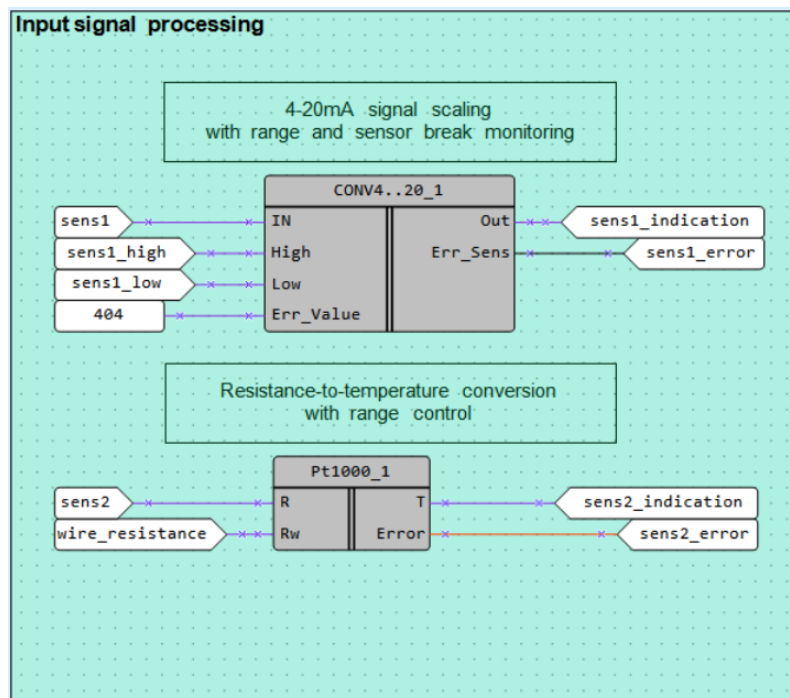 Input signal processing
4-20mA signal scaling
with range and sensor break monitoring
CONV4..20_1
sens1
IN
Out
sens1_indication
sens1_high
High
Err_Sens
sens1_error
sens1_low
Low
404
Err_Value
Resistance-to-temperature conversion
with range control
Pt1000_1
sens2
R
T
sens2_indication
wire_resistance
Rw
Error
sens2_error